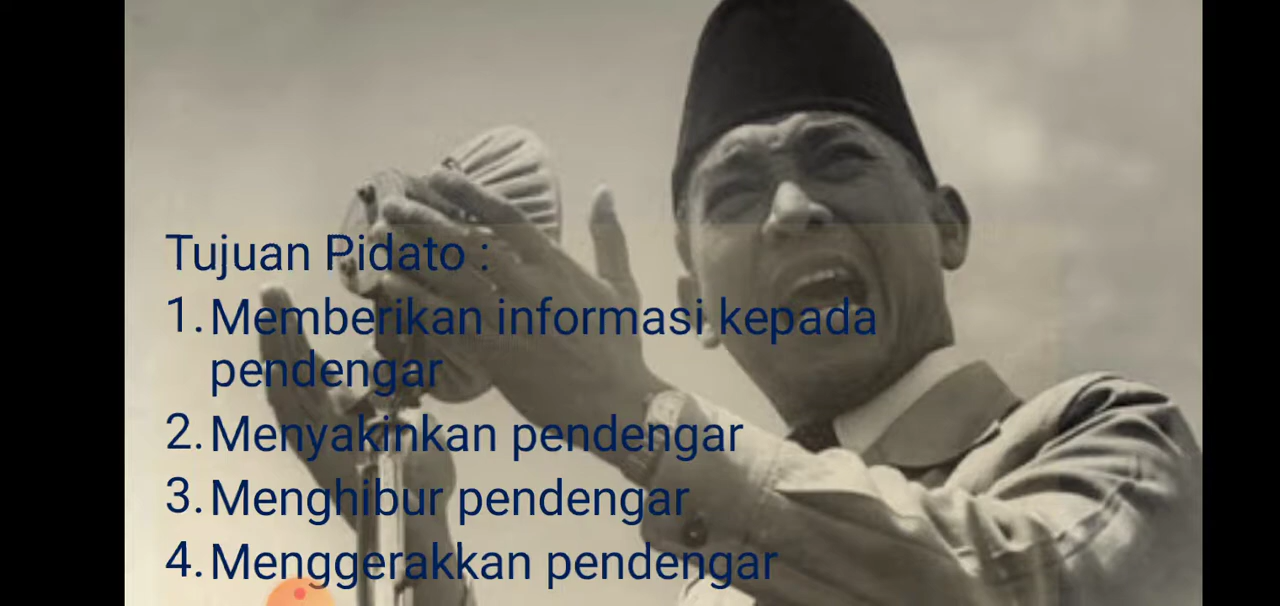 Tujuan Pidato :
1. Memberikan informasi kepada
pendengar
2. Menyakinkan pendengar
3. Menghibur pendengar
4. Menggerakkan pendengar